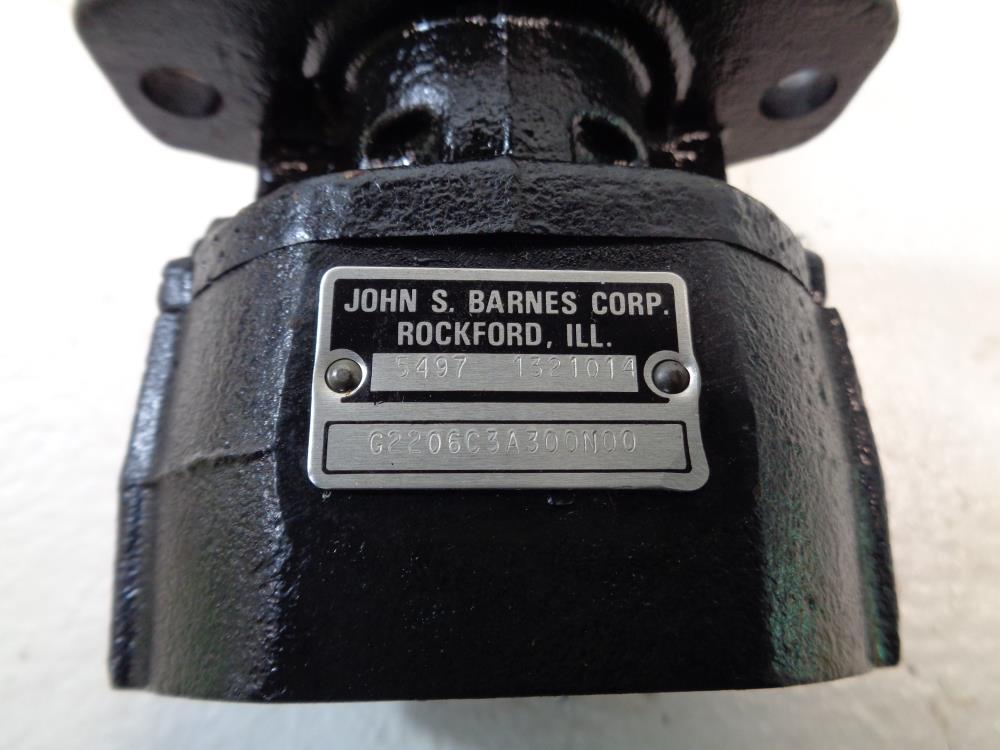 JOHN S. BARNES CORP.
ROCKFORD, ILL.
5497 1321014
G2206C3A300N00